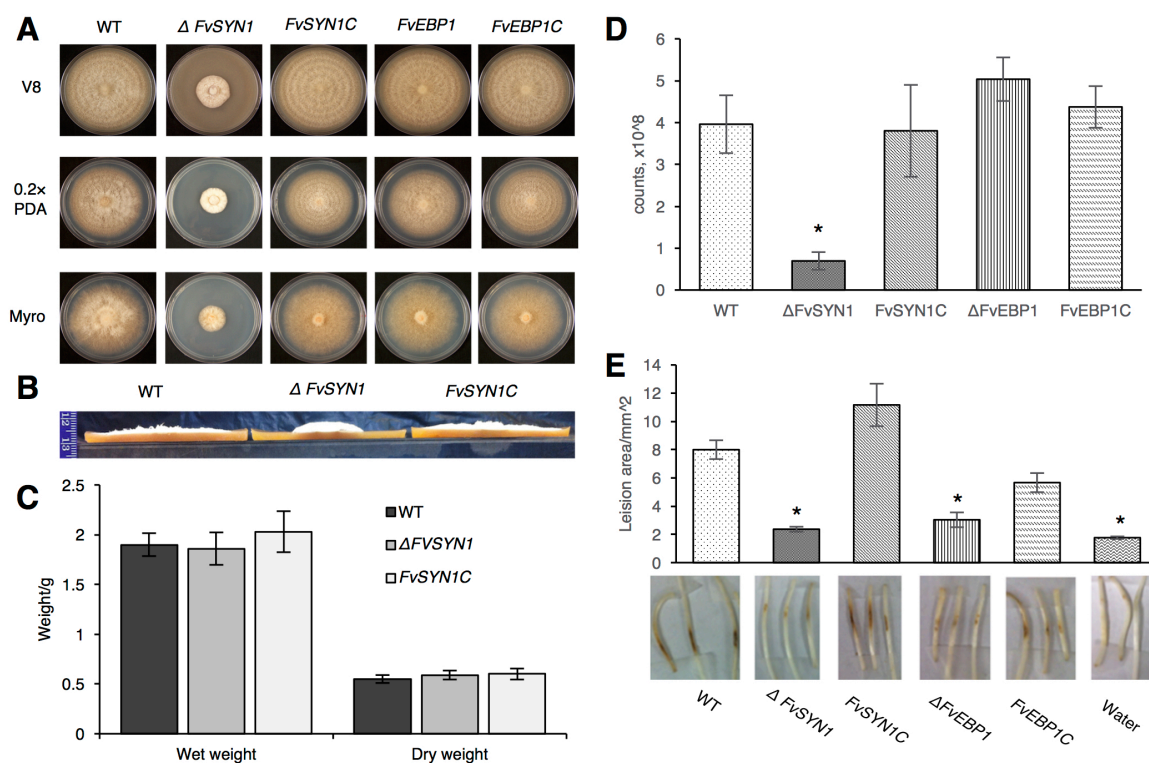 A
WT
Δ FvSYN1
FvSYN1C
FvEBP1
FvEBP1C
V8
0.2×
PDA
Myro
B
WT
Δ FvSYN1
FvSYN1C
C
2.5
2
1.5
1
0.5
0
Weight/g
WT
ΔFVSYN1
FvSYN1C
Wet weight
Dry weight
D
6
5
4
3
2
1
0
counts, x10^8
*
WT
ΔFvSYN1
FvSYN1C
ΔFvEBP1
FvEBP1C
E
14
12
10
8
6
4
2
0
Leision area/mm^2
*
*
*
WT
Δ FvSYN1
FvSYN1C
ΔFvEBP1
FvEBP1C
Water